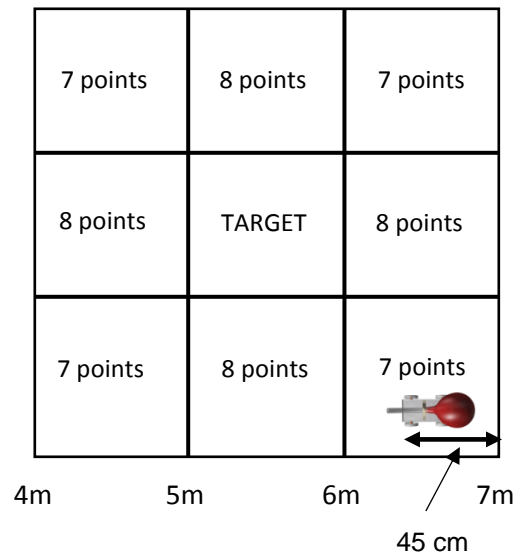 7 points 8 points 7 points
8 points TARGET 8 points
7 points 8 points 7 points
4m 5m 6m 7m
45 cm